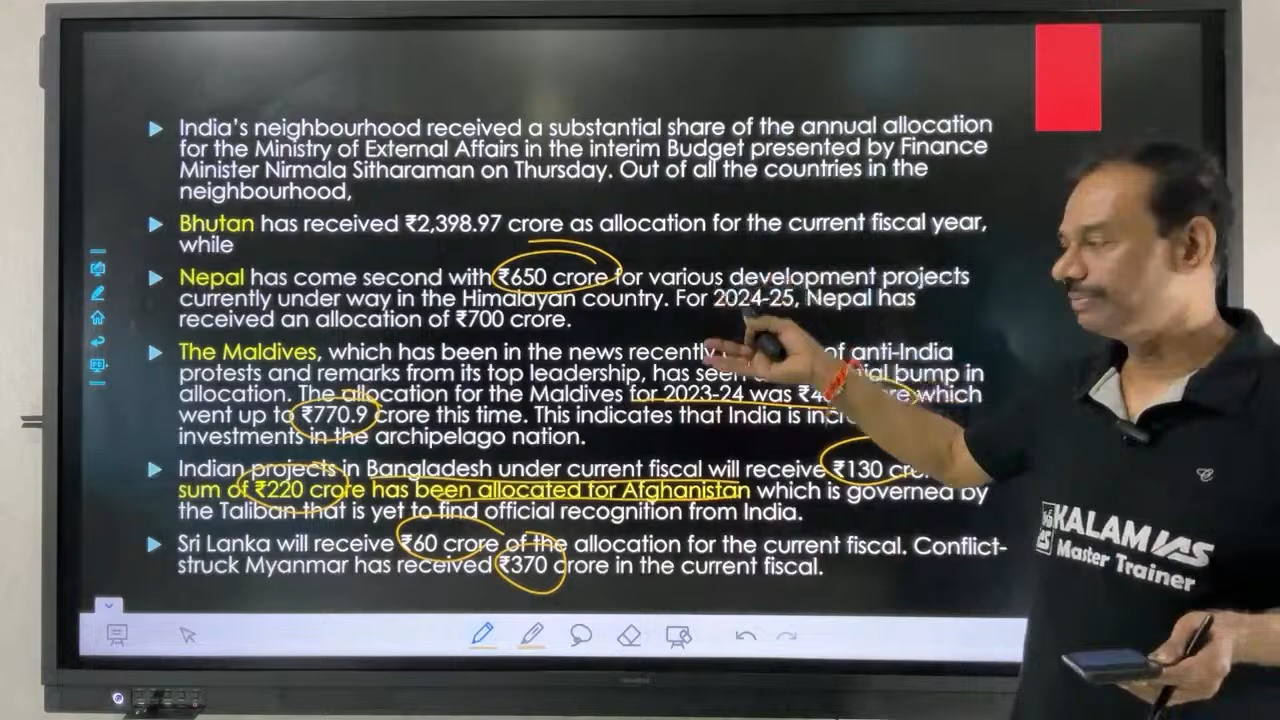 India's neighbourhood received a substantial share of the annual allocation
for the Ministry of External Affairs in the interim Budget presented by Finance
Minister Nirmala Sitharaman on Thursday. Out of all the countries in the
neighbourhood,
Bhutan has received ₹2,398.97 crore as allocation for the current fiscal year,
while
Nepal has come second with ₹650 crore for various development projects
currently under way in the Himalayan country. For 2024-25, Nepal has
received an allocation of ₹700 crore.
The Maldives, which has been in the news recently of anti-India
protests and remarks from its top leadership, has seen bump in
allocation. The allocation for the Maldives for 2023-24 was which
went up to ₹770.9 crore this time. This indicates that India is
investments in the archipelago nation.
Indian projects in Bangladesh under current fiscal will receive ₹130
sum of ₹220 crore has been allocated for Afghanistan which is governed by
the Taliban that is yet to find official recognition from India.
Sri Lanka will receive ₹60 crore of the allocation for the current fiscal. Conflict-
struck Myanmar has received ₹370 crore in the current fiscal.
KALAM IAS
Master Trainer